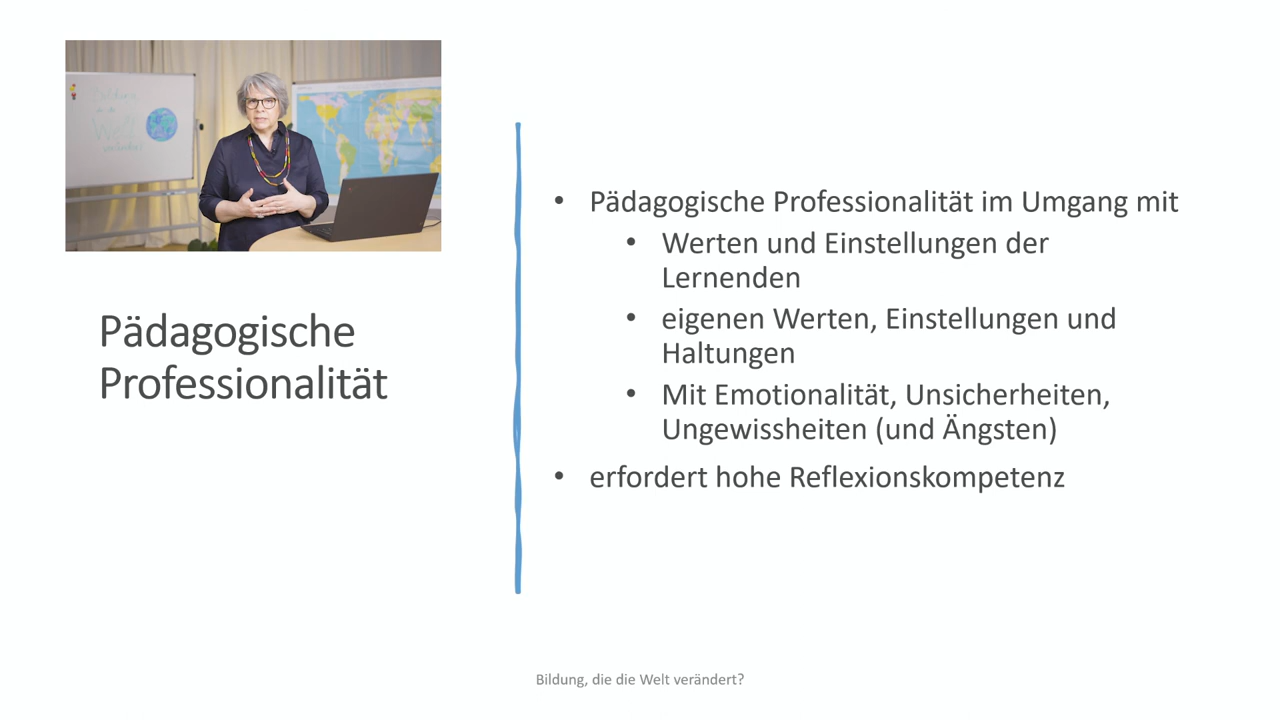 Pädagogische
Professionalität
• Pädagogische Professionalität im Umgang mit
• Werten und Einstellungen der
Lernenden
• eigenen Werten, Einstellungen und
Haltungen
• Mit Emotionalität, Unsicherheiten,
Ungewissheiten (und Ängsten)
• erfordert hohe Reflexionskompetenz
Bildung, die die Welt verändert?